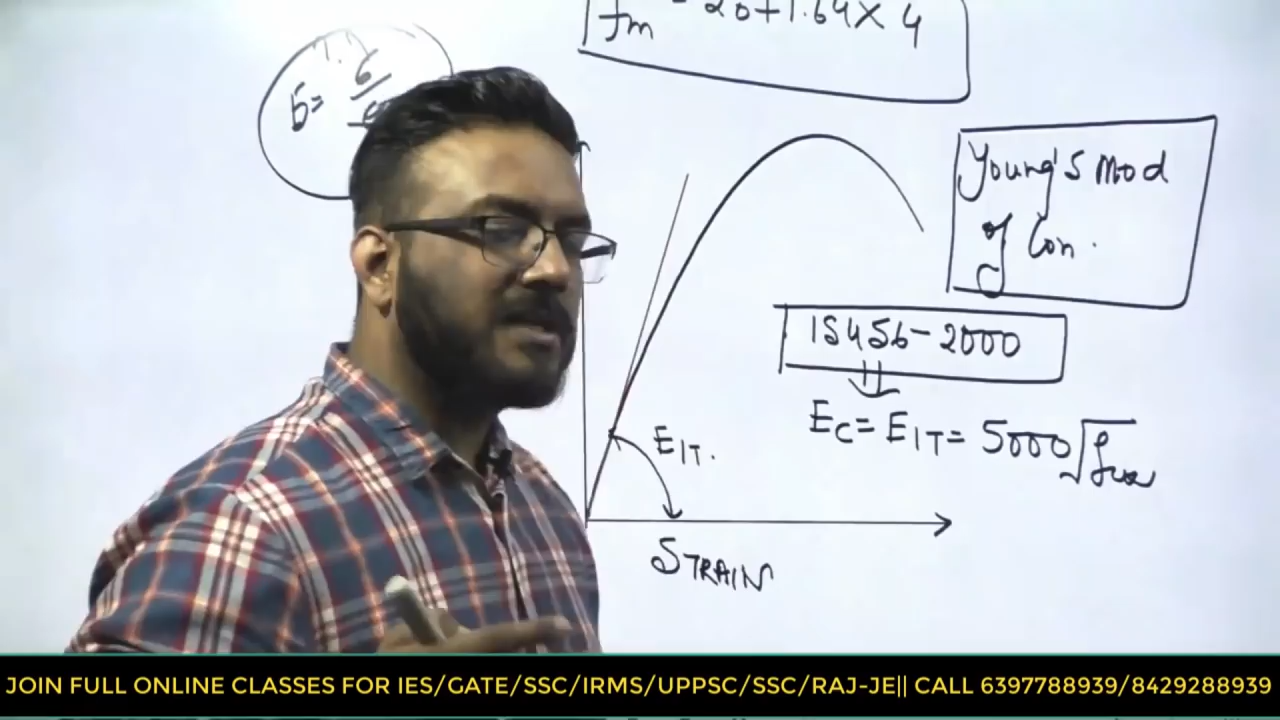 fm = 20+1.64×4
Young's Mod
of Con.
IS456-2000
Ec = EIT = 5000√fck
EIT.
STRAIN
JOIN FULL ONLINE CLASSES FOR IES/GATE/SSC/IRMS/UPPSC/SSC/RAJ-JE|| CALL 6397788939/8429288939